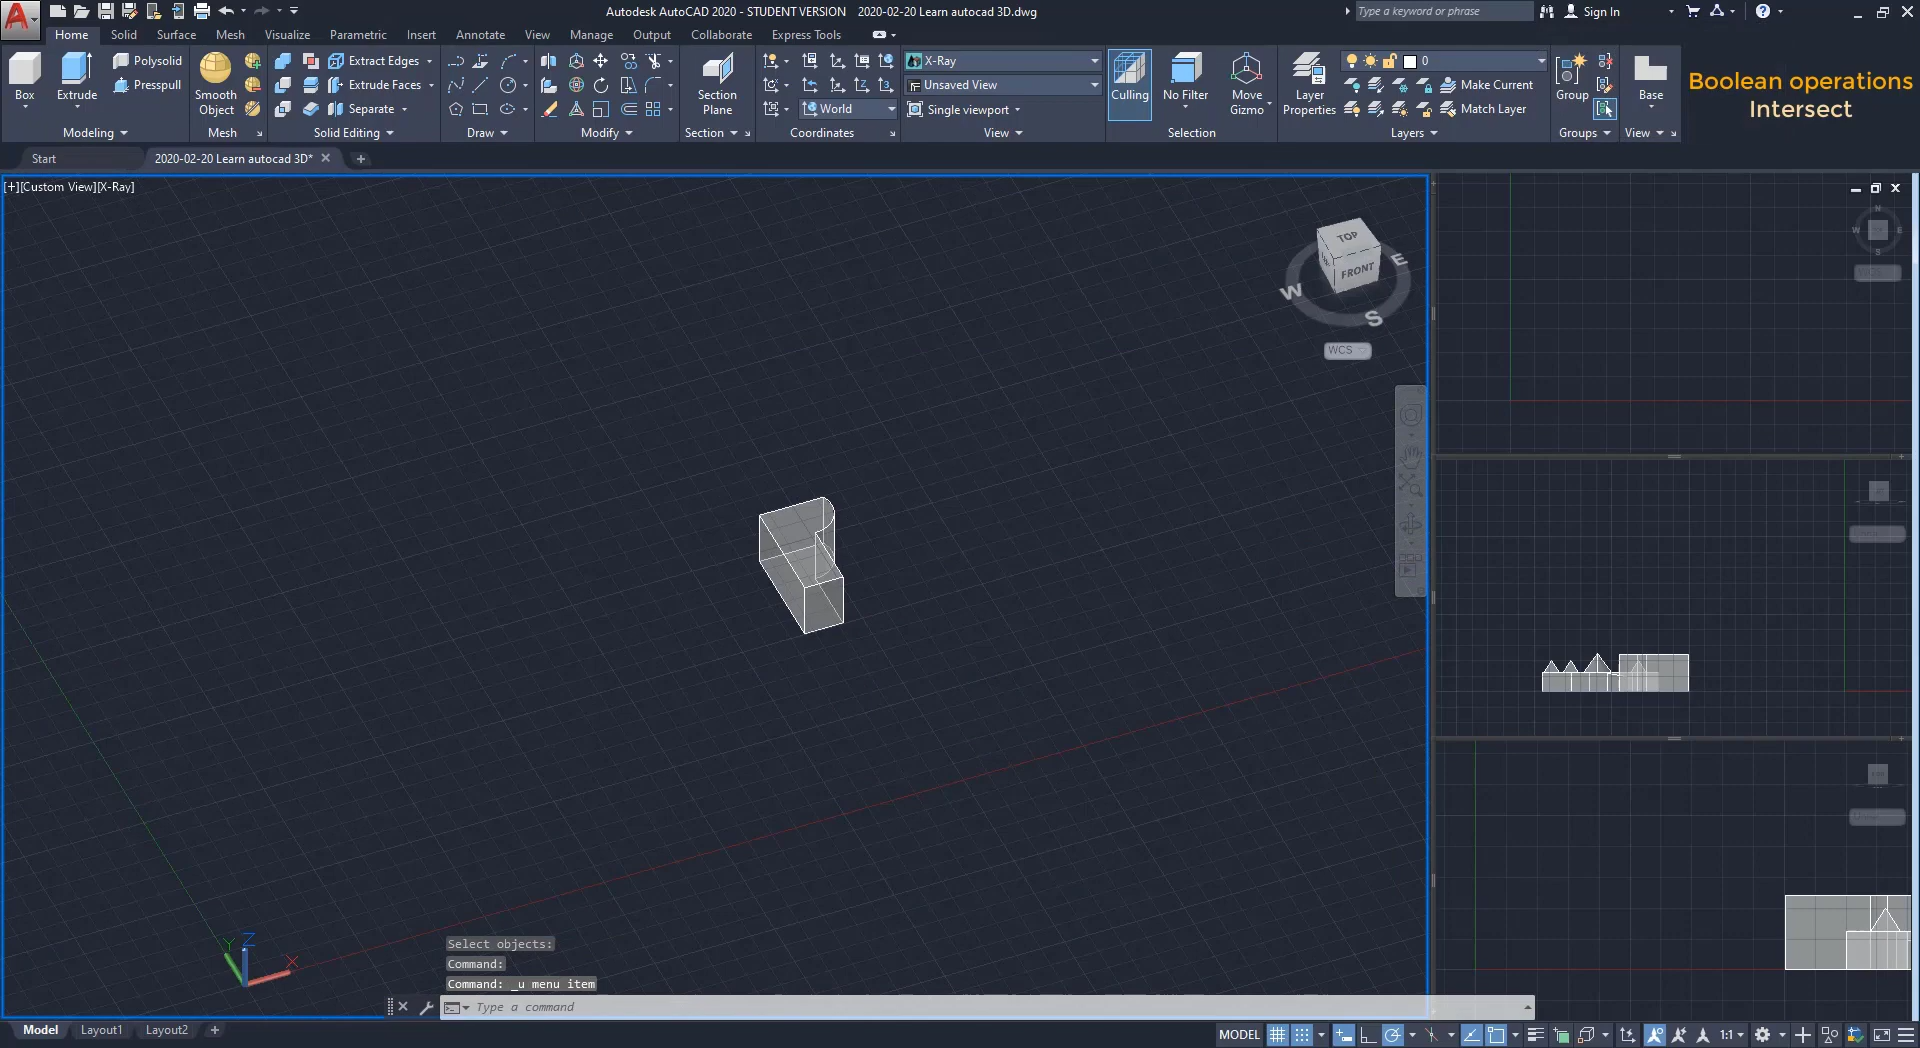 Autodesk AutoCAD 2020 - STUDENT VERSION 2020-02-20 Learn autocad 3D.dwg
Type a keyword or phrase
Sign In
Home Solid Surface Mesh Visualize Parametric Insert Annotate View Manage Output Collaborate Express Tools
Box
Extrude
Polysolid
Presspull
Modeling
Smooth
Object
Mesh
Extract Edges
Extrude Faces
Separate
Solid Editing
Draw
Modify
Section
Plane
Section
World
Coordinates
X-Ray
Unsaved View
Single viewport
View
Culling
No Filter
Move
Gizmo
Selection
Layer
Properties
0
Make Current
Match Layer
Layers
Group
Groups
Base
View
Boolean operations
Intersect
Start
2020-02-20 Learn autocad 3D*
[+][Custom View][X-Ray]
TOP
FRONT
W
E
S
WCS
N
W
E
S
Y
Z
X
Select objects:
Command:
Command: _u menu item
Type a command
Model Layout1 Layout2
MODEL
1:1